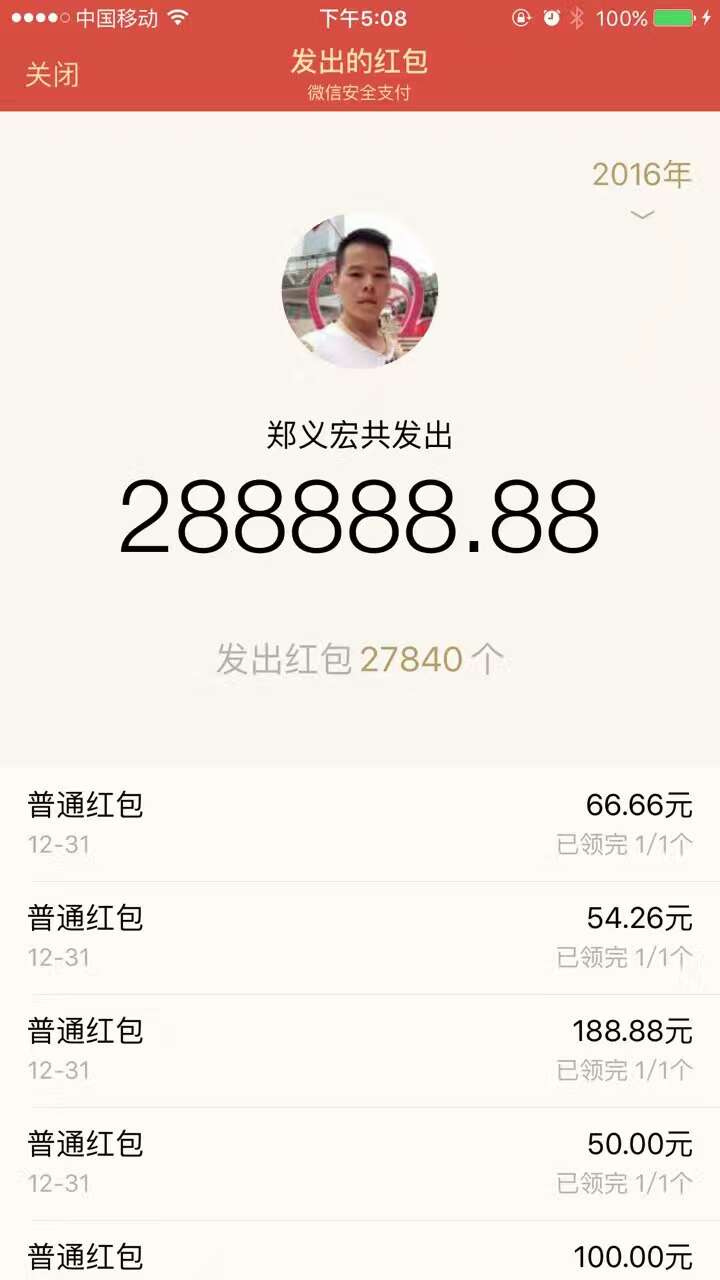 中国移动 下午5:08 100%
关闭
发出的红包
微信安全支付
2016年
郑义宏共发出
288888.88
发出红包 27840 个
普通红包 66.66元
12-31 已领完 1/1个
普通红包 54.26元
12-31 已领完 1/1个
普通红包 188.88元
12-31 已领完 1/1个
普通红包 50.00元
12-31 已领完 1/1个
普通红包 100.00元